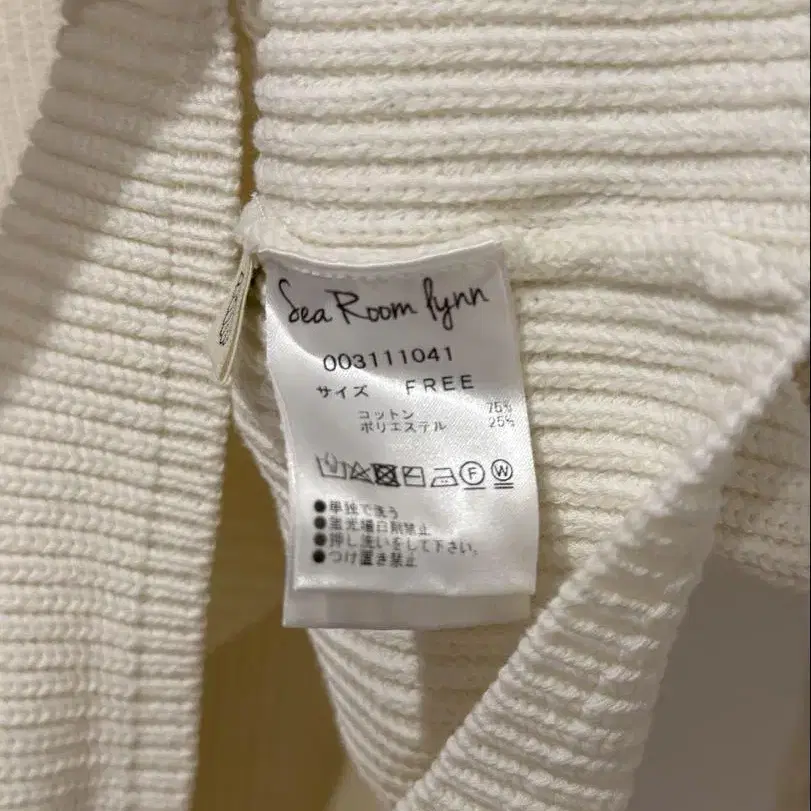 Sea Room lynn
003111041
サイズ FREE
コットン 75%
ポリエステル 25%
Ⓕ Ⓦ
●単独で洗う
●蛍光増白剤禁止
●押し洗いをして下さい。
●つけ置き禁止